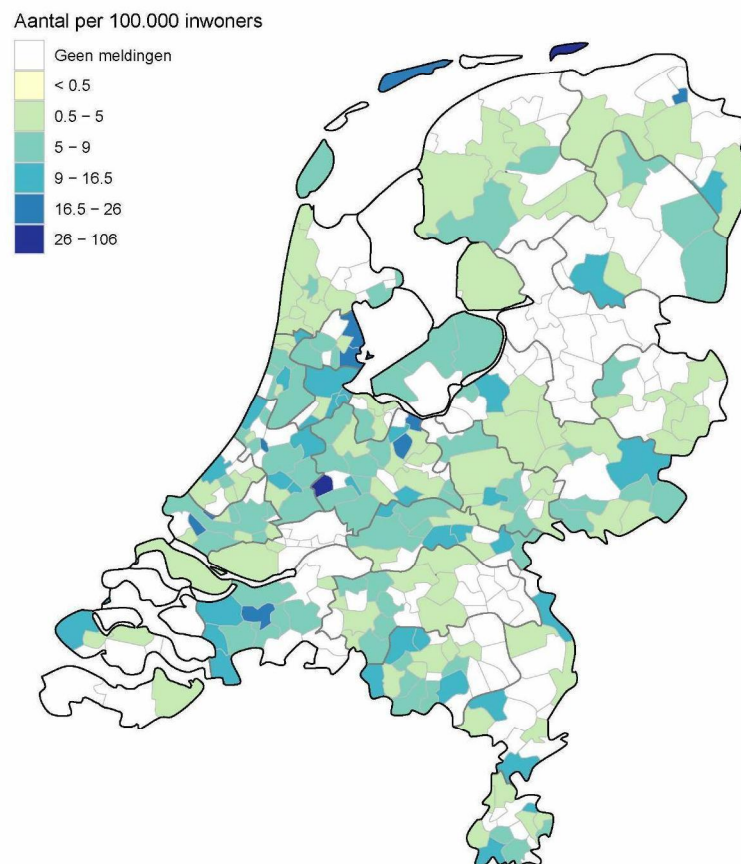 Aantal per 100.000 inwoners
Geen meldingen
< 0.5
0.5 – 5
5 – 9
9 – 16.5
16.5 – 26
26 – 106